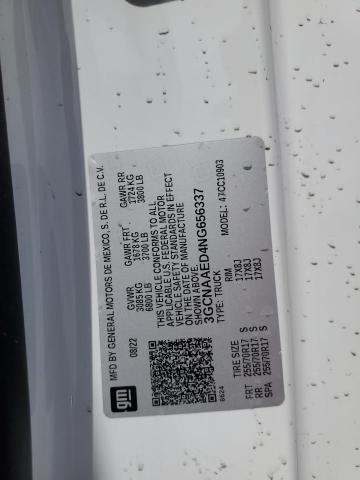 MFD BY GENERAL MOTORS DE MEXICO, S. DE R.L. DE C.V.
08/22 GVWR GAWR FRT GAWR RR
3085 KG 1678 KG 1724 KG
6800 LB 3700 LB 3800 LB
THIS VEHICLE CONFORMS TO ALL
APPLICABLE U.S. FEDERAL MOTOR
VEHICLE SAFETY STANDARDS IN EFFECT
ON THE DATE OF MANUFACTURE
SHOWN ABOVE.
3GCNAAED4NG656337
TYPE: TRUCK MODEL: 47CC10903
gm
8624
TIRE SIZE RIM
FRT 255/70R17 S 17X8J
RR 255/70R17 S 17X8J
SPA 255/70R17 S 17X8J